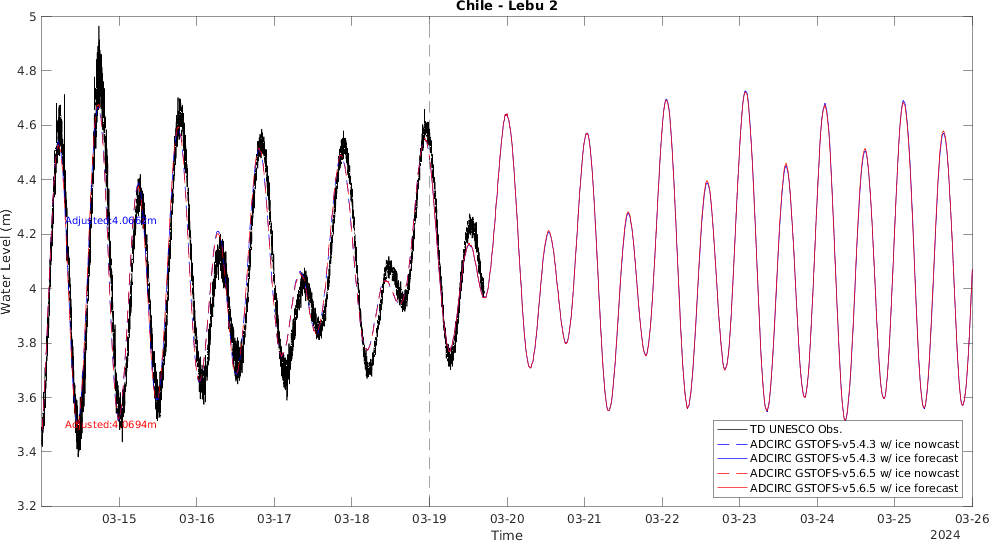 Chile - Lebu 2
5
4.8
4.6
4.4
4.2
4
3.8
3.6
3.4
3.2
Water Level (m)
Adjusted:4.0
Adjusted:4.0694m
TD UNESCO Obs.
ADCIRC GSTOFS-v5.4.3 w/ ice nowcast
ADCIRC GSTOFS-v5.4.3 w/ ice forecast
ADCIRC GSTOFS-v5.6.5 w/ ice nowcast
ADCIRC GSTOFS-v5.6.5 w/ ice forecast
03-15 03-16 03-17 03-18 03-19 03-20 03-21 03-22 03-23 03-24 03-25 03-26
Time
2024